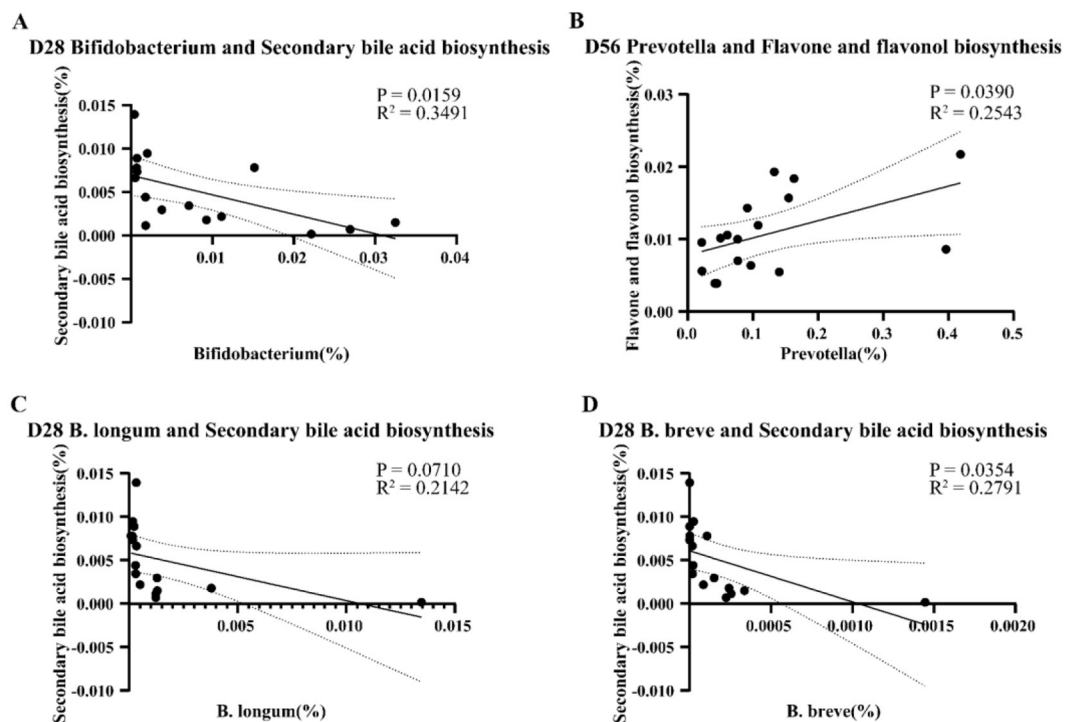 A
D28 Bifidobacterium and Secondary bile acid biosynthesis
Secondary bile acid biosynthesis(%)
P = 0.0159
R² = 0.3491
0.015
0.010
0.005
0.000
-0.005
-0.010
0.01
0.02
0.03
0.04
Bifidobacterium(%)
B
D56 Prevotella and Flavone and flavonol biosynthesis
Flavone and flavonol biosynthesis(%)
P = 0.0390
R² = 0.2543
0.03
0.02
0.01
0.00
0.0
0.1
0.2
0.3
0.4
0.5
Prevotella(%)
C
D28 B. longum and Secondary bile acid biosynthesis
Secondary bile acid biosynthesis(%)
P = 0.0710
R² = 0.2142
0.015
0.010
0.005
0.000
-0.005
-0.010
0.005
0.010
0.015
B. longum(%)
D
D28 B. breve and Secondary bile acid biosynthesis
Secondary bile acid biosynthesis(%)
P = 0.0354
R² = 0.2791
0.015
0.010
0.005
0.000
-0.005
-0.010
0.0005
0.0010
0.0015
0.0020
B. breve(%)